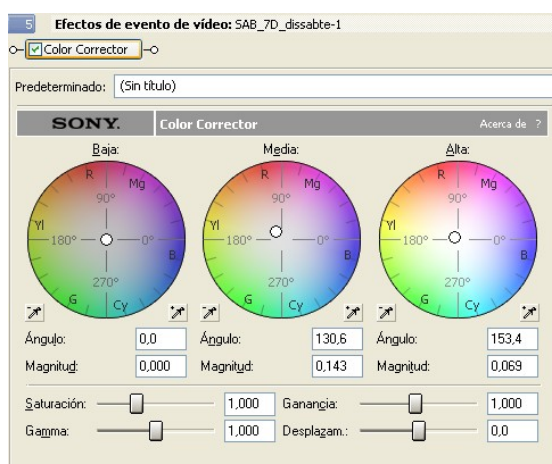 5 Efectos de evento de vídeo: SAB_7D_dissabte-1
Color Corrector
Predeterminado: (Sin título)
SONY. Color Corrector Acerca de ?
Baja: Media: Alta:
R Mg R Mg R Mg
90° 90° 90°
Yl Yl Yl
180° 0° 180° 0° 180° 0°
B B B
270° 270° 270°
G Cy G Cy G Cy
Ángulo: 0,0 Ángulo: 130,6 Ángulo: 153,4
Magnitud: 0,000 Magnitud: 0,143 Magnitud: 0,069
Saturación: 1,000 Ganancia: 1,000
Gamma: 1,000 Desplazam.: 0,0